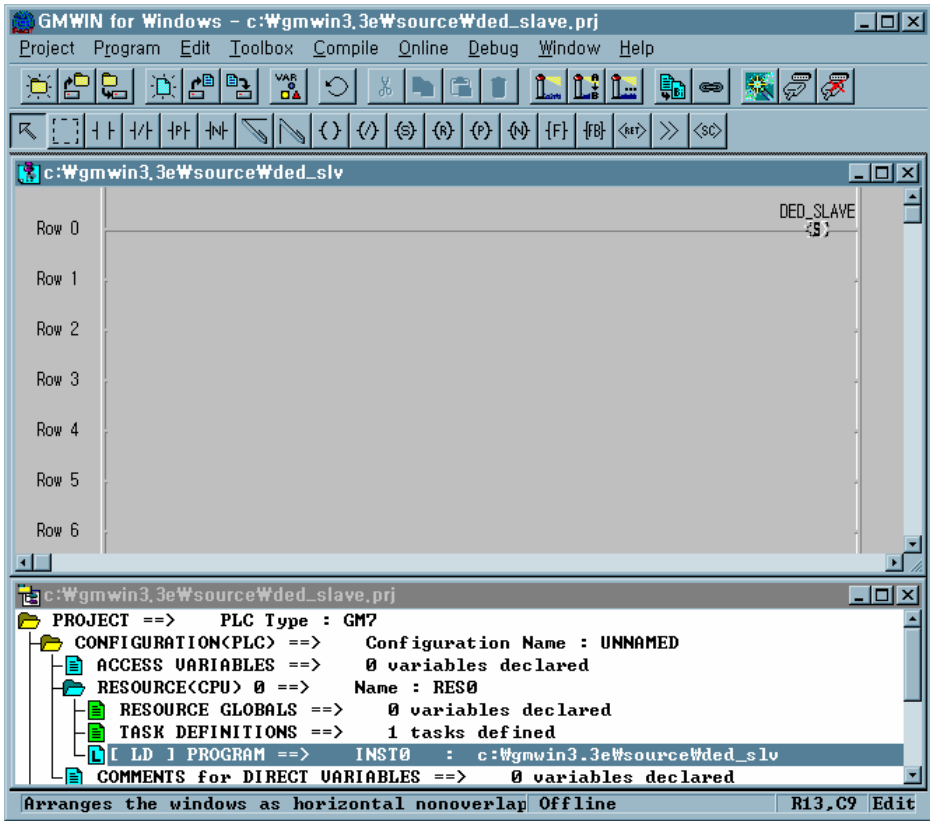 GMWIN for Windows - c:₩gmwin3.3e₩source₩ded_slave.prj
Project Program Edit Toolbox Compile Online Debug Window Help
VAR
{F} {FB} <RET> >> <SC>
c:₩gmwin3.3e₩source₩ded_slv
DED_SLAVE
Row 0 (S)
Row 1
Row 2
Row 3
Row 4
Row 5
Row 6
c:₩gmwin3.3e₩source₩ded_slave.prj
PROJECT ==> PLC Type : GM7
CONFIGURATION(PLC) ==> Configuration Name : UNNAMED
ACCESS VARIABLES ==> 0 variables declared
RESOURCE(CPU) 0 ==> Name : RES0
RESOURCE GLOBALS ==> 0 variables declared
TASK DEFINITIONS ==> 1 tasks defined
[ LD ] PROGRAM ==> INST0 : c:₩gmwin3.3e₩source₩ded_slv
COMMENTS for DIRECT VARIABLES ==> 0 variables declared
Arranges the windows as horizontal nonoverlap Offline R13,C9 Edit